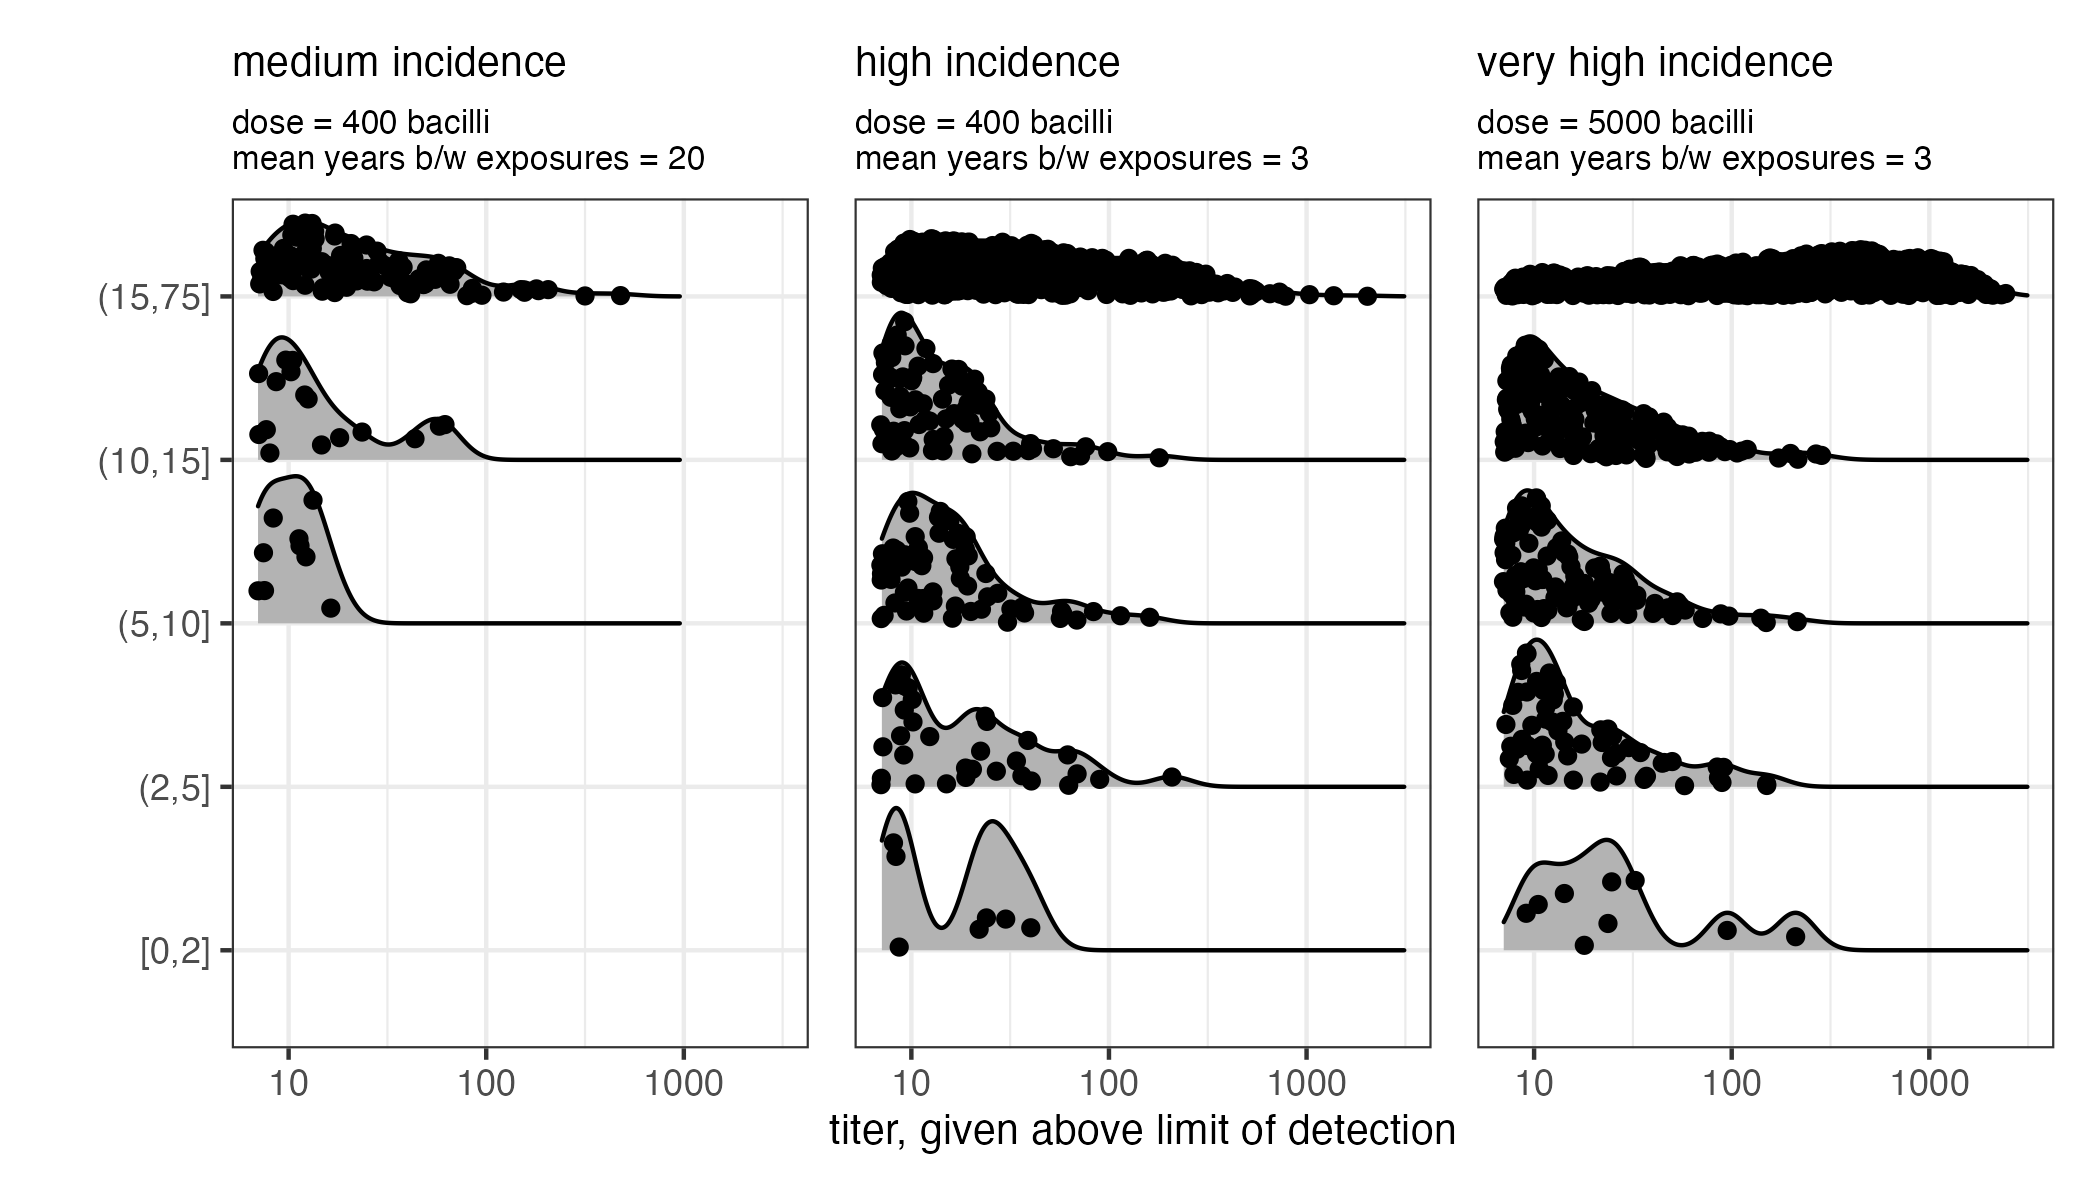 medium incidence
dose = 400 bacilli
mean years b/w exposures = 20
high incidence
dose = 400 bacilli
mean years b/w exposures = 3
very high incidence
dose = 5000 bacilli
mean years b/w exposures = 3
(15,75]
(10,15]
(5,10]
(2,5]
[0,2]
10 100 1000
10 100 1000
10 100 1000
titer, given above limit of detection